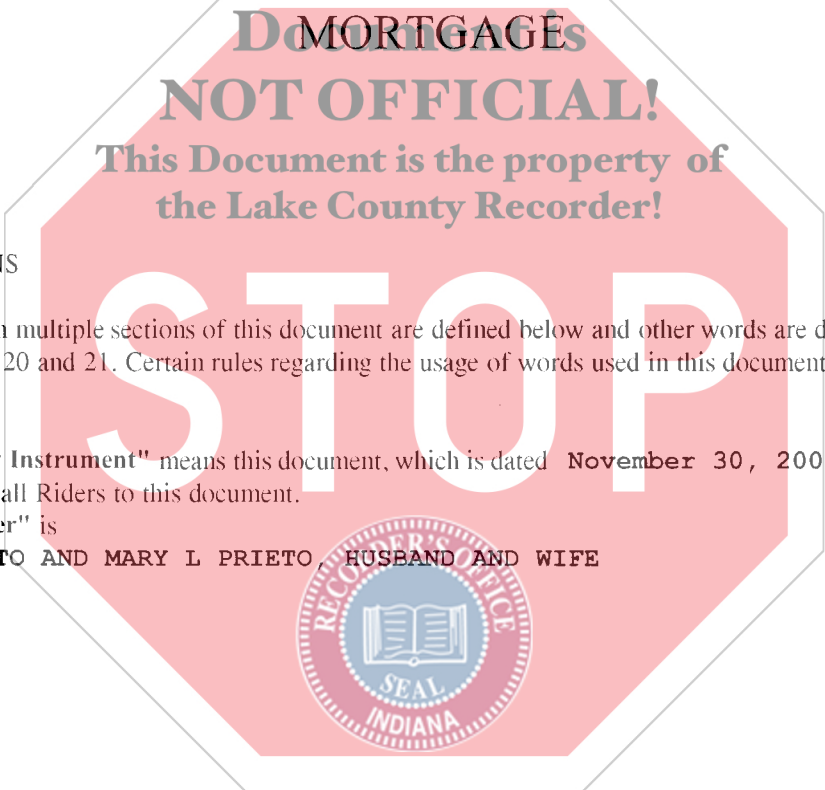 MORTGAGE
Document is
NOT OFFICIAL!
This Document is the property of
the Lake County Recorder!
NS
multiple sections of this document are defined below and other words are
20 and 21. Certain rules regarding the usage of words used in this document
STOP
Instrument" means this document, which is dated November 30, 200
all Riders to this document.
er" is
TO AND MARY L PRIETO, HUSBAND AND WIFE
RECORDER'S OFFICE
SEAL
INDIANA